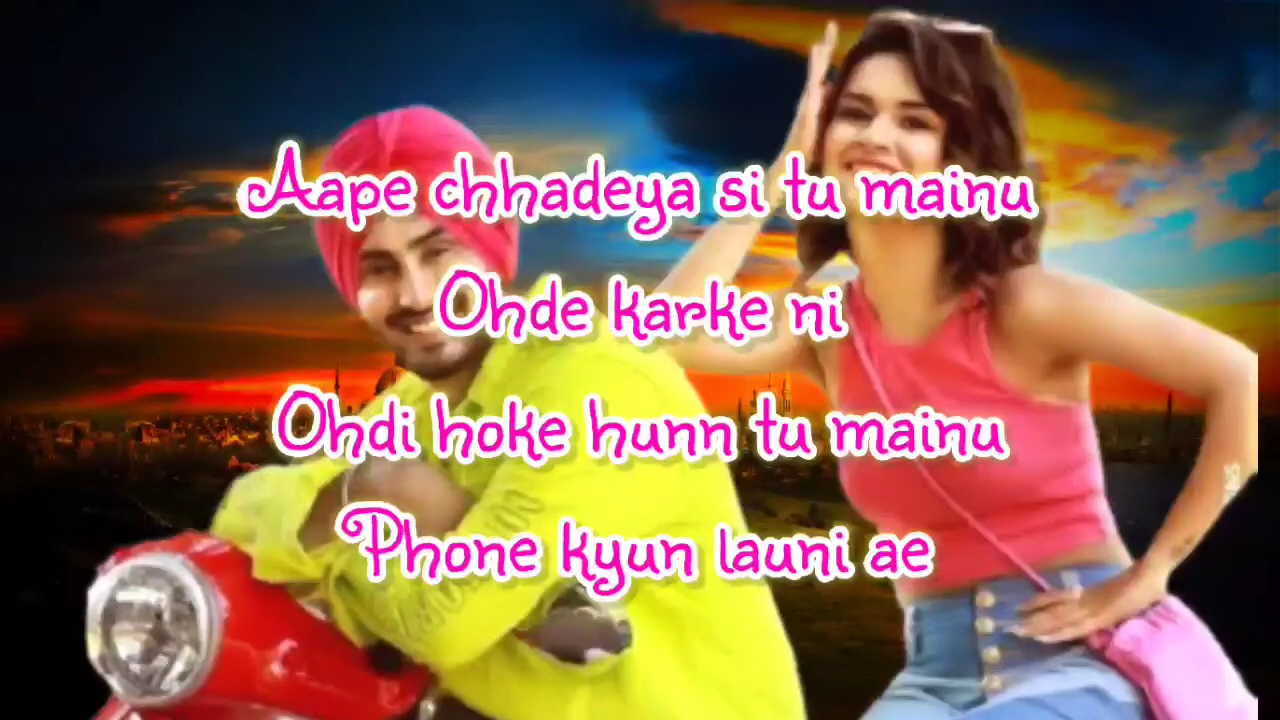 Aape chhadeya si tu mainu
Ohde karke ni
Ohdi hoke hunn tu mainu
Phone kyun launi ae